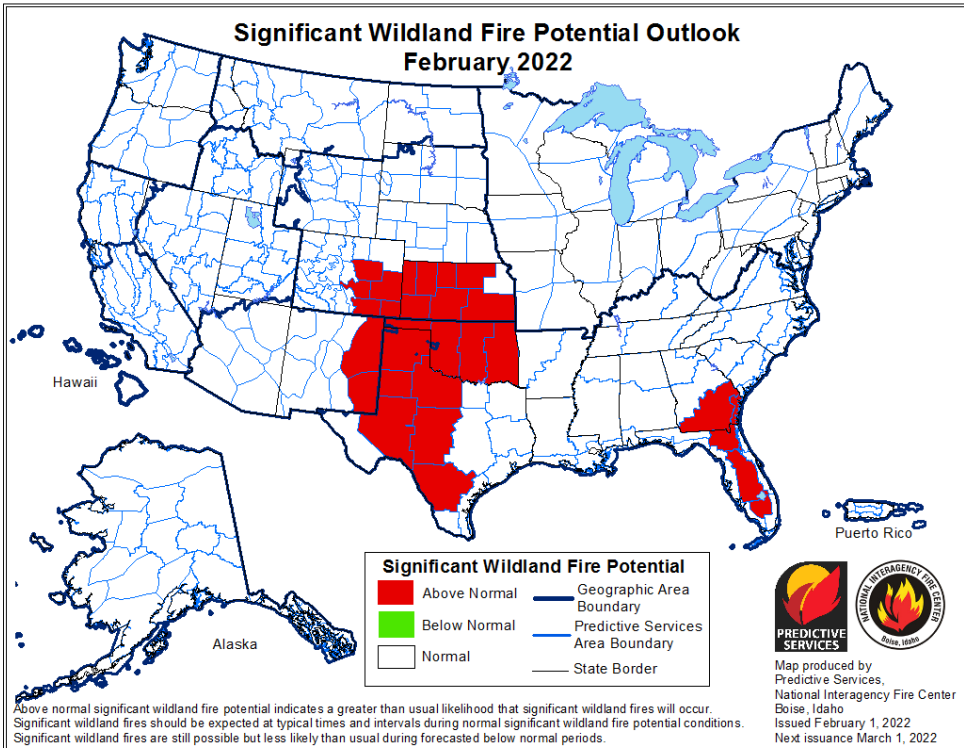 Significant Wildland Fire Potential Outlook
February 2022
Hawaii
Alaska
Puerto Rico
Significant Wildland Fire Potential
Above Normal
Below Normal
Normal
Geographic Area
Boundary
Predictive Services
Area Boundary
State Border
PREDICTIVE
SERVICES
NATIONAL INTERAGENCY FIRE CENTER
Boise, Idaho
Map produced by
Predictive Services,
National Interagency Fire Center
Boise, Idaho
Issued February 1, 2022
Next issuance March 1, 2022
Above normal significant wildland fire potential indicates a greater than usual likelihood that significant wildland fires will occur.
Significant wildland fires should be expected at typical times and intervals during normal significant wildland fire potential conditions.
Significant wildland fires are still possible but less likely than usual during forecasted below normal periods.